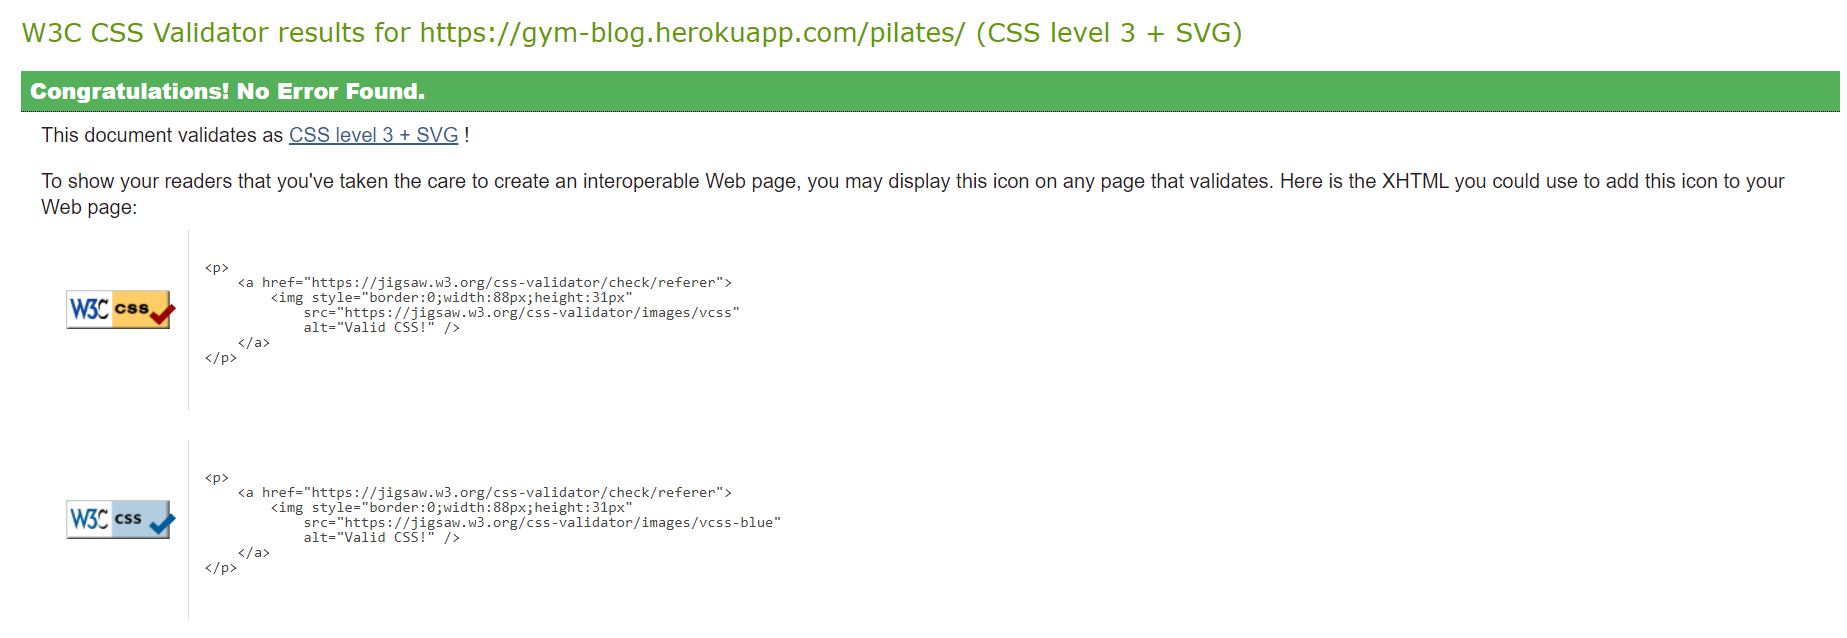 W3C CSS Validator results for https://gym-blog.herokuapp.com/pilates/ (CSS level 3 + SVG)
Congratulations! No Error Found.
This document validates as CSS level 3 + SVG !
To show your readers that you've taken the care to create an interoperable Web page, you may display this icon on any page that validates. Here is the XHTML you could use to add this icon to your
Web page:
W3C css
<p>
<a href="https://jigsaw.w3.org/css-validator/check/referer">
<img style="border:0;width:88px;height:31px"
src="https://jigsaw.w3.org/css-validator/images/vcss"
alt="Valid CSS!" />
</a>
</p>
W3C css
<p>
<a href="https://jigsaw.w3.org/css-validator/check/referer">
<img style="border:0;width:88px;height:31px"
src="https://jigsaw.w3.org/css-validator/images/vcss-blue"
alt="Valid CSS!" />
</a>
</p>